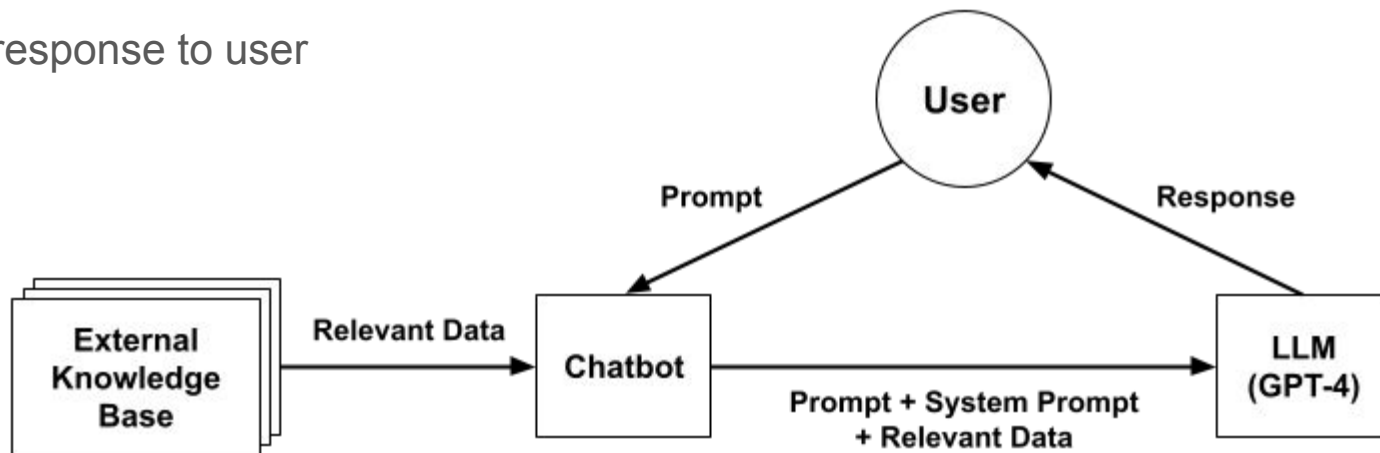 response to user
User
Prompt
Response
External
Knowledge
Base
Relevant Data
Chatbot
Prompt + System Prompt
+ Relevant Data
LLM
(GPT-4)